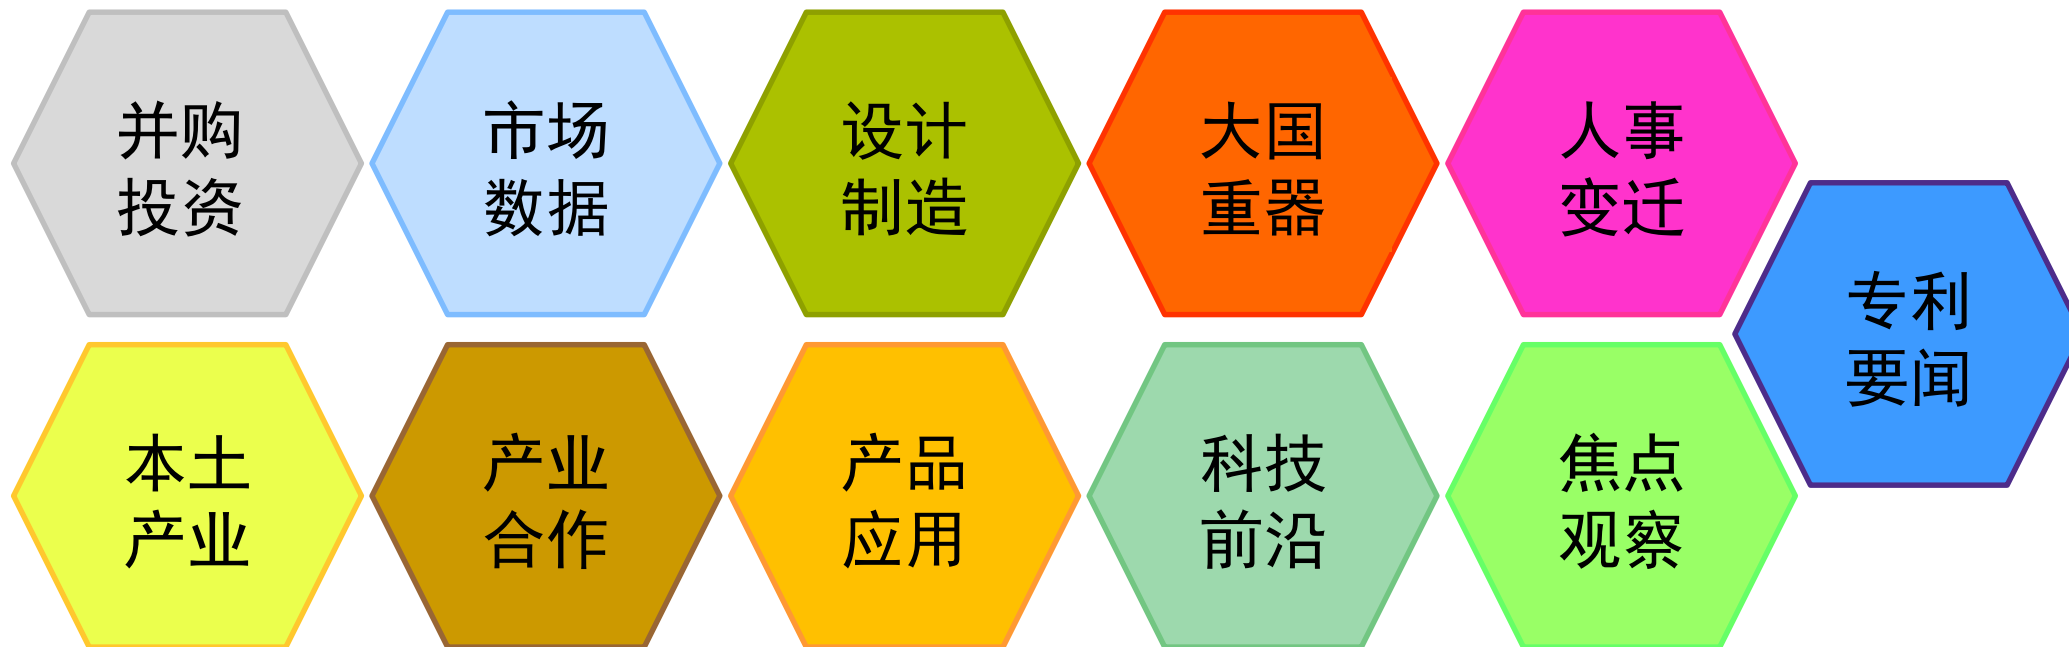 并购
投资
市场
数据
设计
制造
大国
重器
人事
变迁
专利
要闻
本土
产业
产业
合作
产品
应用
科技
前沿
焦点
观察